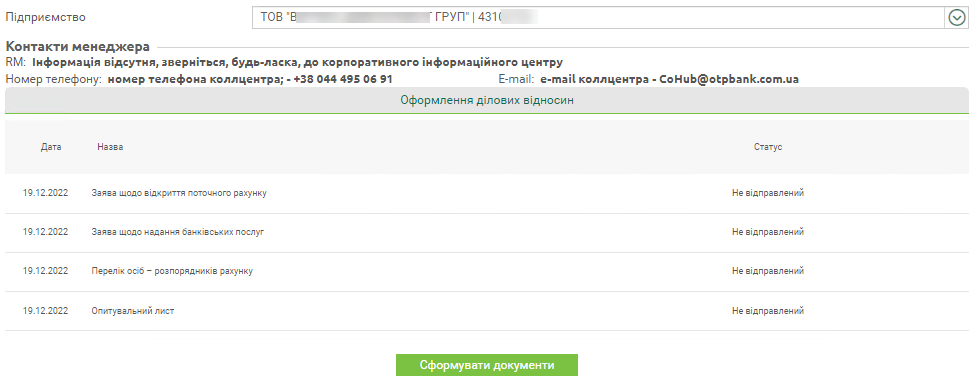 Підприємство ТОВ "В ГРУП" | 4310
Контакти менеджера
RM: Інформація відсутня, зверніться, будь-ласка, до корпоративного інформаційного центру
Номер телефону: номер телефона коллцентра; - +38 044 495 06 91 E-mail: e-mail коллцентра - CoHub@otpbank.com.ua
Оформлення ділових відносин
Дата Назва Статус
19.12.2022 Заява щодо відкриття поточного рахунку Не відправлений
19.12.2022 Заява щодо надання банківських послуг Не відправлений
19.12.2022 Перелік осіб – розпорядників рахунку Не відправлений
19.12.2022 Опитувальний лист Не відправлений
Сформувати документи